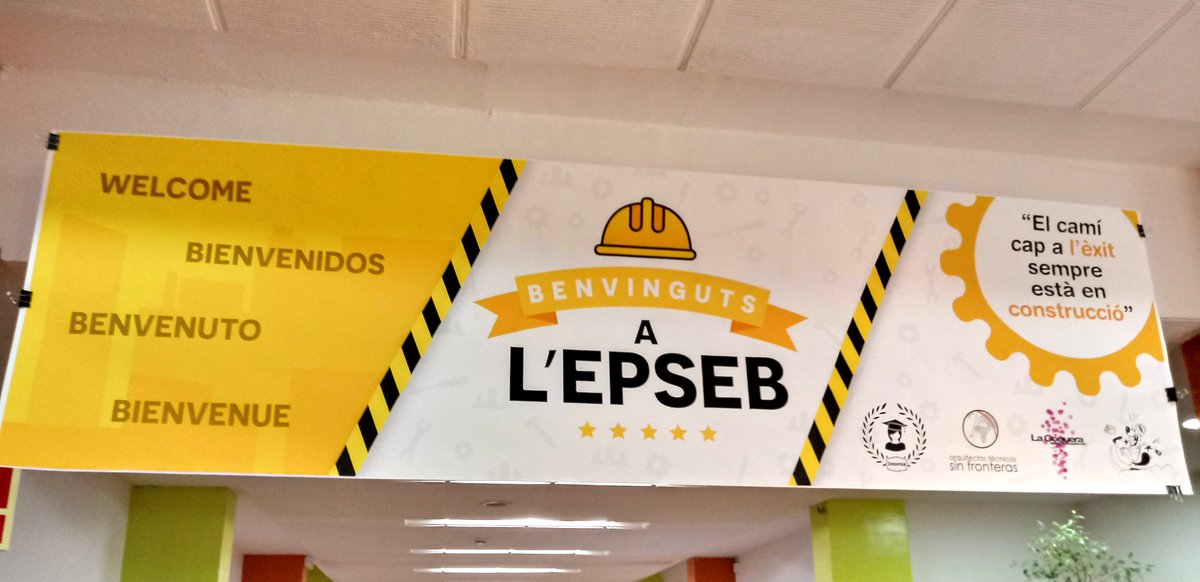 WELCOME
BIENVENIDOS
BENVENUTO
BIENVENUE
BENVINGUTS
A
L'EPSEB
“El camí
cap a l'èxit
sempre
està en
construcció”
arquitectos técnicos
sin fronteras